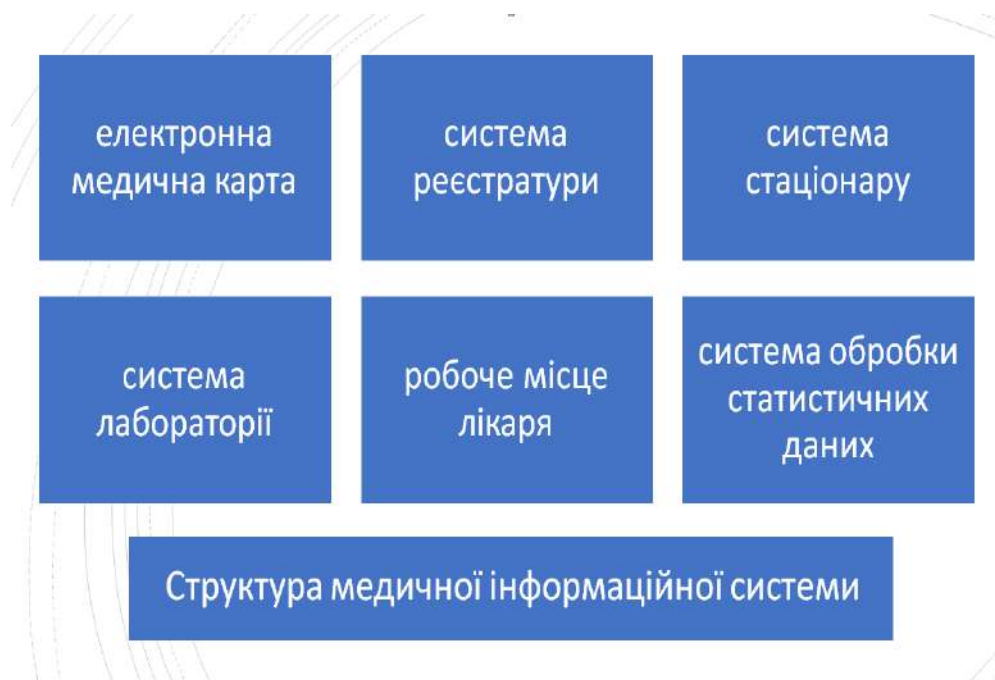 електронна
медична карта
система
реєстратури
система
стаціонару
система
лабораторії
робоче місце
лікаря
система обробки
статистичних
даних
Структура медичної інформаційної системи